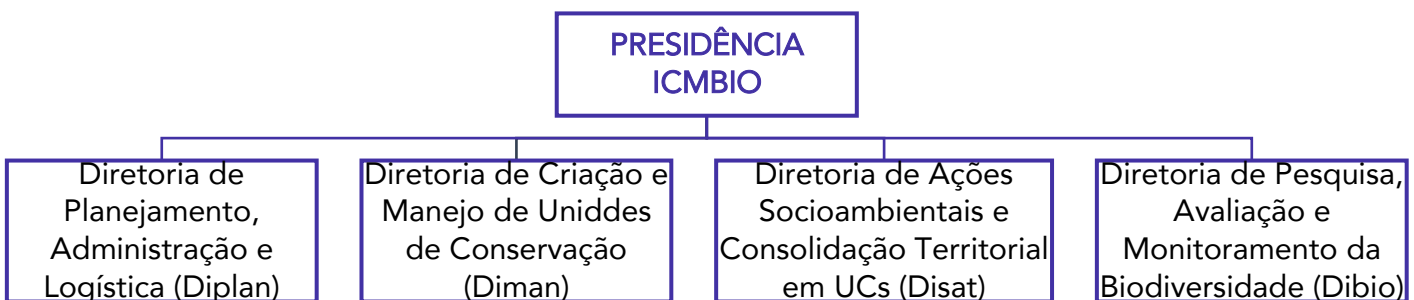 PRESIDÊNCIA
ICMBIO
Diretoria de
Planejamento,
Administração e
Logística (Diplan)
Diretoria de Criação e
Manejo de Uniddes
de Conservação
(Diman)
Diretoria de Ações
Socioambientais e
Consolidação Territorial
em UCs (Disat)
Diretoria de Pesquisa,
Avaliação e
Monitoramento da
Biodiversidade (Dibio)